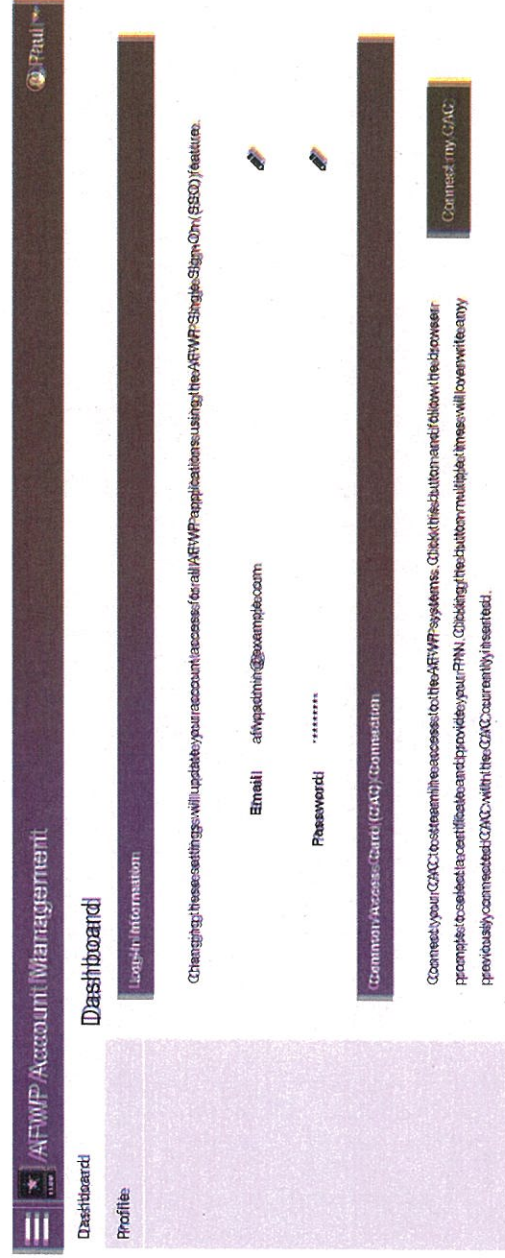 AFWP Account Management
@ Paul
Dashboard
Profile
Dashboard
Log-in Information
Changing these settings will update your account access for all AFWP applications using the AFWP Single Sign-On (SSO) feature.
Email afwpadmin@example.com
Password *********
Common Access Card (CAC) Connection
Connect your CAC to streamline access to the AFWP systems. Click this button and follow the browser
prompts to select a certificate and provide your PIN. Clicking the button multiple times will overwrite any
previously connected CAC with the CAC currently inserted.
Connect my CAC